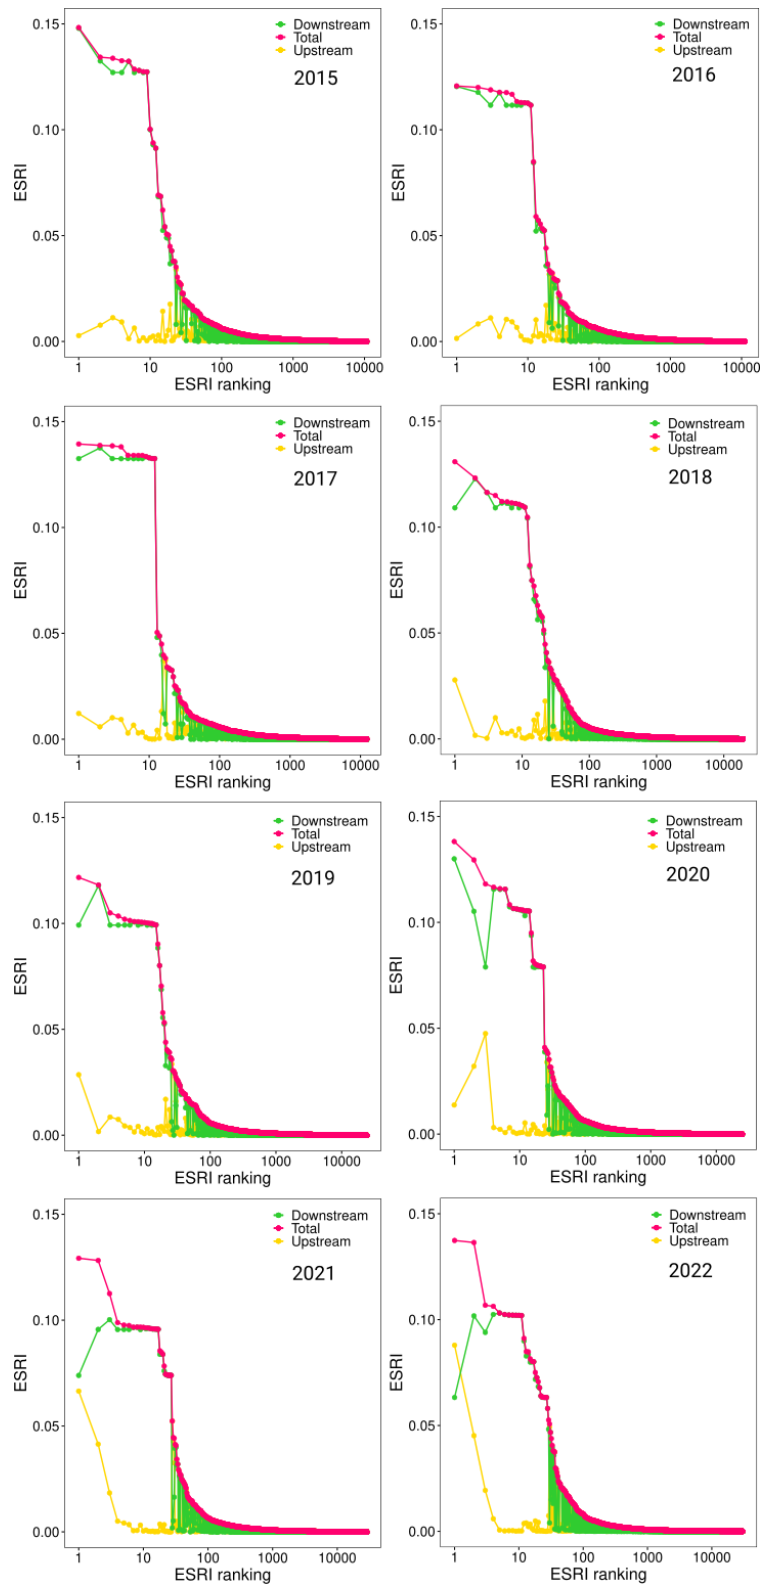 0.15
0.10
0.05
0.00
ESRI
Downstream
Total
Upstream
2015
1
10
100
1000
10000
ESRI ranking
0.15
0.10
0.05
0.00
ESRI
Downstream
Total
Upstream
2016
1
10
100
1000
10000
ESRI ranking
0.15
0.10
0.05
0.00
ESRI
Downstream
Total
Upstream
2017
1
10
100
1000
10000
ESRI ranking
0.15
0.10
0.05
0.00
ESRI
Downstream
Total
Upstream
2018
1
10
100
1000
10000
ESRI ranking
0.15
0.10
0.05
0.00
ESRI
Downstream
Total
Upstream
2019
1
10
100
1000
10000
ESRI ranking
0.15
0.10
0.05
0.00
ESRI
Downstream
Total
Upstream
2020
1
10
100
1000
10000
ESRI ranking
0.15
0.10
0.05
0.00
ESRI
Downstream
Total
Upstream
2021
1
10
100
1000
10000
ESRI ranking
0.15
0.10
0.05
0.00
ESRI
Downstream
Total
Upstream
2022
1
10
100
1000
10000
ESRI ranking